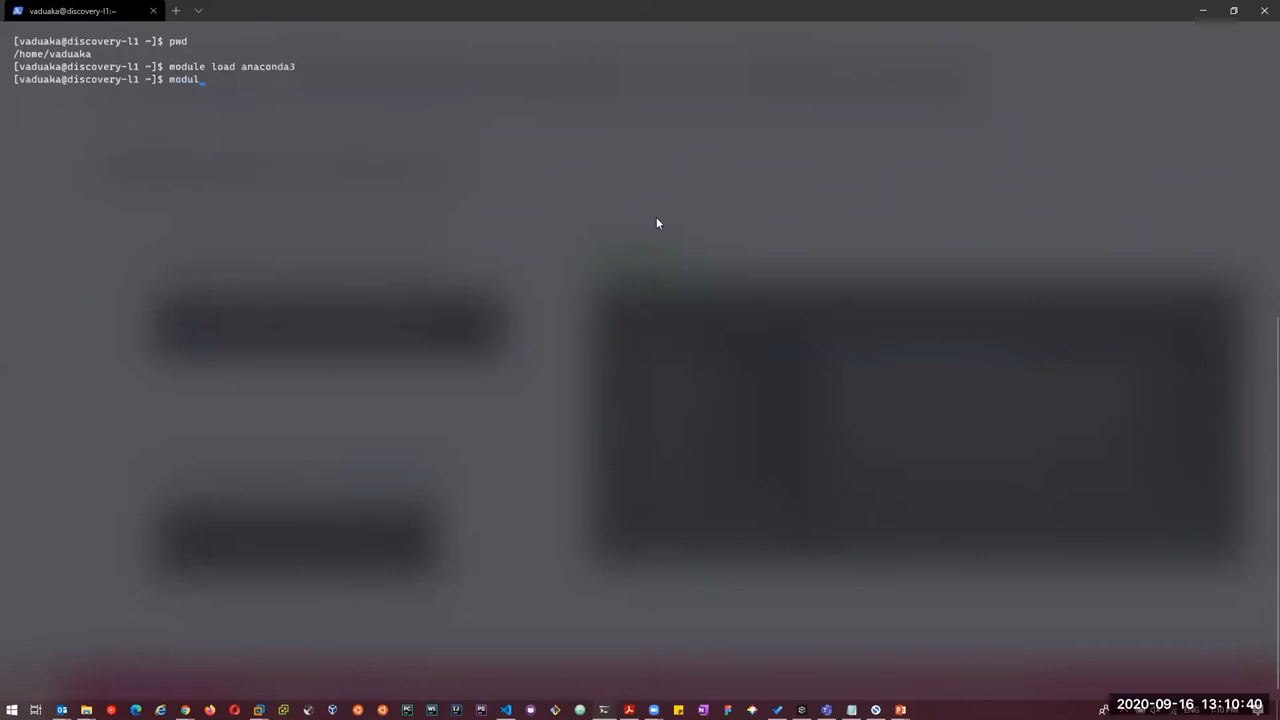 vaduaka@discovery-l1:~
[vaduaka@discovery-l1 ~]$ pwd
/home/vaduaka
[vaduaka@discovery-l1 ~]$ module load anaconda3
[vaduaka@discovery-l1 ~]$ modul
2020-09-16 13:10:40